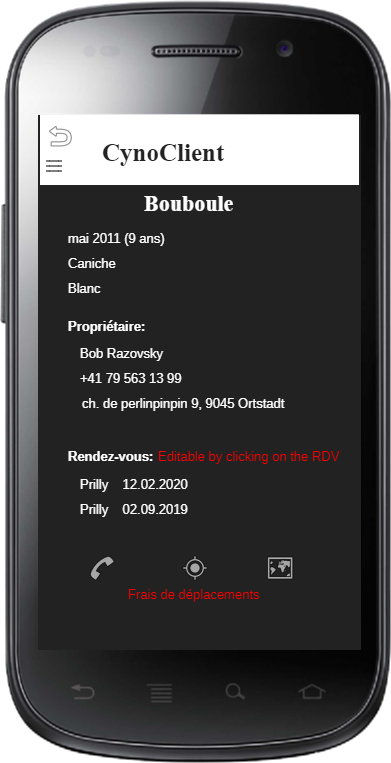 CynoClient
Bouboule
mai 2011 (9 ans)
Caniche
Blanc
Propriétaire:
Bob Razovsky
+41 79 563 13 99
ch. de perlinpinpin 9, 9045 Ortstadt
Rendez-vous: Editable by clicking on the RDV
Prilly 12.02.2020
Prilly 02.09.2019
Frais de déplacements